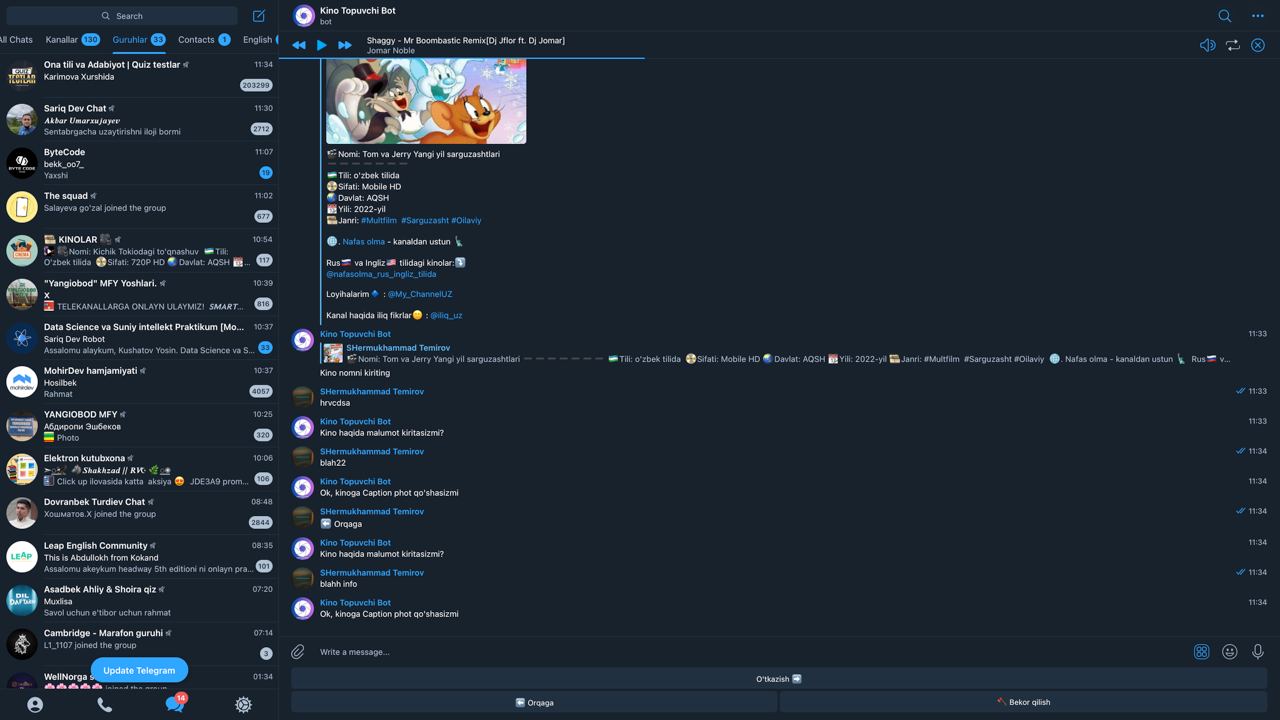 Search
All Chats
Kanallar 130
Guruhlar 33
Contacts 1
English
Ona tili va Adabiyot | Quiz testlar
11:34
Karimova Xurshida
203299
Sariq Dev Chat
11:30
Akbar Umarxujayev
Sentabrgacha uzaytirishni iloji bormi
2712
ByteCode
11:07
bekk_oo7_
Yaxshi
19
The squad
11:02
Salayeva go'zal joined the group
677
KINOLAR
10:54
Nomi: Kichik Tokiodagi to'qnashuv Tili:
O'zbek tilida Sifati: 720P HD Davlat: AQSH ...
117
"Yangiobod" MFY Yoshlari.
10:39
X
TELEKANALLARGA ONLAYN ULAYMIZ! SMART...
816
Data Science va Suniy intellekt Praktikum [Mo...
10:37
Sariq Dev Robot
Assalomu alaykum, Kushatov Yosin. Data Science va S...
33
MohirDev hamjamiyati
10:37
Hosilbek
Rahmat
4057
YANGIOBOD MFY
10:25
Абдиропи Эшбеков
Photo
320
Elektron kutubxona
10:06
Shakhzad || RVC
Click up ilovasida katta aksiya JDE3A9 prom...
106
Dovranbek Turdiev Chat
08:48
Хошматов.Х joined the group
2844
Leap English Community
08:35
This is Abdullokh from Kokand
Assalomu akeykum headway 5th editioni ni onlayn pra...
101
Asadbek Ahliy & Shoira qiz
07:20
Muxlisa
Savol uchun e'tibor uchun rahmat
Cambridge - Marafon guruhi
07:14
L1_1107 joined the group
3
WellNorga s
01:34
joined the group
Update Telegram
14
Kino Topuvchi Bot
bot
Shaggy - Mr Boombastic Remix[Dj Jflor ft. Dj Jomar]
Jomar Noble
🎬Nomi: Tom va Jerry Yangi yil sarguzashtlari
➖➖➖➖➖➖➖
🇺🇿Tili: o'zbek tilida
📀Sifati: Mobile HD
🌏Davlat: AQSH
📆Yili: 2022-yil
🎞Janri: #Multfilm #Sarguzasht #Oilaviy
🌐. Nafas olma - kanaldan ustun 🗽
Rus🇷🇺 va Ingliz🇺🇸 tilidagi kinolar:⤵️
@nafasolma_rus_ingliz_tilida
Loyihalarim🔹 : @My_ChannelUZ
Kanal haqida iliq fikrlar😊 : @iliq_uz
Kino Topuvchi Bot
11:33
SHermukhammad Temirov
🎬Nomi: Tom va Jerry Yangi yil sarguzashtlari ➖➖➖➖➖➖➖ 🇺🇿Tili: o'zbek tilida 📀Sifati: Mobile HD 🌏Davlat: AQSH 📆Yili: 2022-yil 🎞Janri: #Multfilm #Sarguzasht #Oilaviy 🌐. Nafas olma - kanaldan ustun 🗽 Rus🇷🇺 v...
Kino nomni kiriting
SHermukhammad Temirov
11:33
hrvcdsa
Kino Topuvchi Bot
11:33
Kino haqida malumot kiritasizmi?
SHermukhammad Temirov
11:34
blah22
Kino Topuvchi Bot
11:34
Ok, kinoga Caption phot qo'shasizmi
SHermukhammad Temirov
11:34
⬅️ Orqaga
Kino Topuvchi Bot
11:34
Kino haqida malumot kiritasizmi?
SHermukhammad Temirov
11:34
blahh info
Kino Topuvchi Bot
11:34
Ok, kinoga Caption phot qo'shasizmi
Write a message...
O'tkazish ➡️
⬅️ Orqaga
Bekor qilish